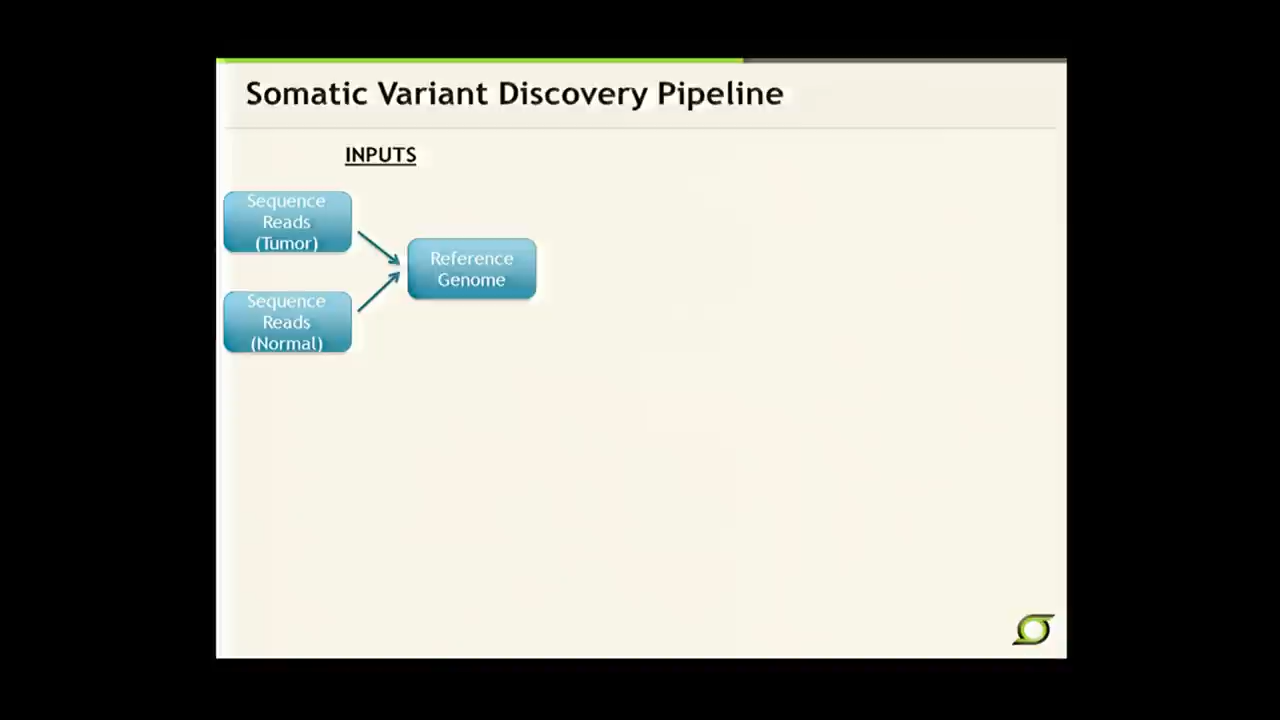 Somatic Variant Discovery Pipeline
INPUTS
Sequence
Reads
(Tumor)
Reference
Genome
Sequence
Reads
(Normal)